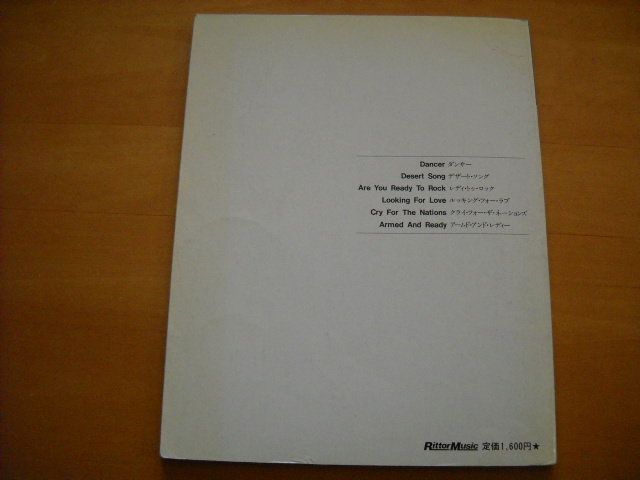 Dancer ダンサー
Desert Song デザート・ソング
Are You Ready To Rock レディ・トゥ・ロック
Looking For Love ルッキング・フォー・ラブ
Cry For The Nations クライ・フォー・ザ・ネーションズ
Armed And Ready アームド・アンド・レディー
RittorMusic 定価1,600円★